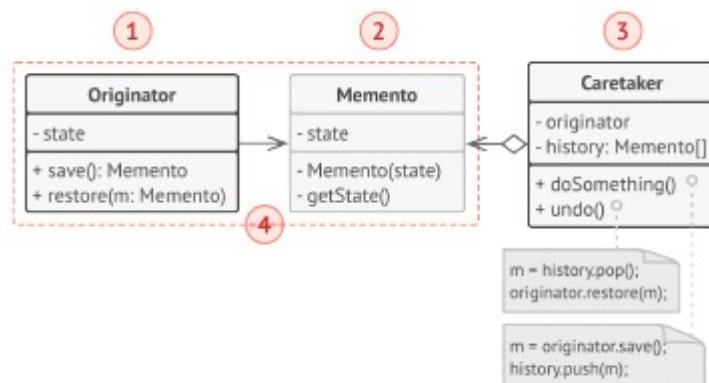 1
2
3
Originator
- state
+ save(): Memento
+ restore(m: Memento)
Memento
- state
- Memento(state)
- getState()
Caretaker
- originator
- history: Memento[]
+ doSomething()
+ undo()
4
m = history.pop();
originator.restore(m);
m = originator.save();
history.push(m);